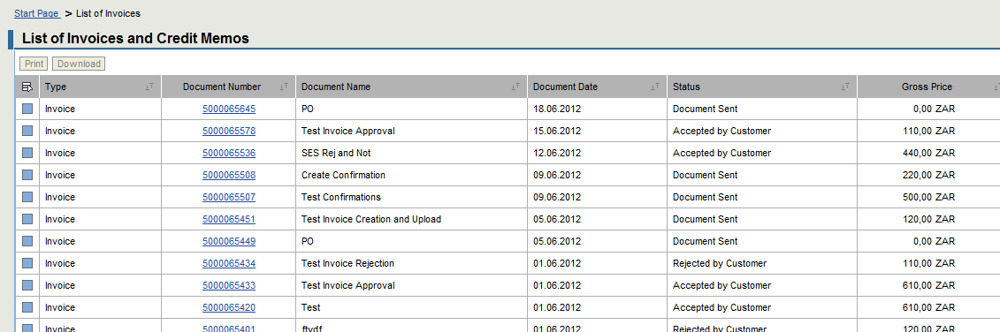 Start Page > List of Invoices
List of Invoices and Credit Memos
Print Download
Type Document Number Document Name Document Date Status Gross Price
Invoice 5000065645 PO 18.06.2012 Document Sent 0,00 ZAR
Invoice 5000065578 Test Invoice Approval 15.06.2012 Accepted by Customer 110,00 ZAR
Invoice 5000065536 SES Rej and Not 12.06.2012 Accepted by Customer 440,00 ZAR
Invoice 5000065508 Create Confirmation 09.06.2012 Document Sent 220,00 ZAR
Invoice 5000065507 Test Confirmations 09.06.2012 Document Sent 500,00 ZAR
Invoice 5000065451 Test Invoice Creation and Upload 05.06.2012 Document Sent 120,00 ZAR
Invoice 5000065449 PO 05.06.2012 Document Sent 0,00 ZAR
Invoice 5000065434 Test Invoice Rejection 01.06.2012 Rejected by Customer 110,00 ZAR
Invoice 5000065433 Test Invoice Approval 01.06.2012 Accepted by Customer 610,00 ZAR
Invoice 5000065420 Test 01.06.2012 Accepted by Customer 610,00 ZAR
Invoice 5000065401 01.06.2012 Rejected by Customer 120,00 ZAR